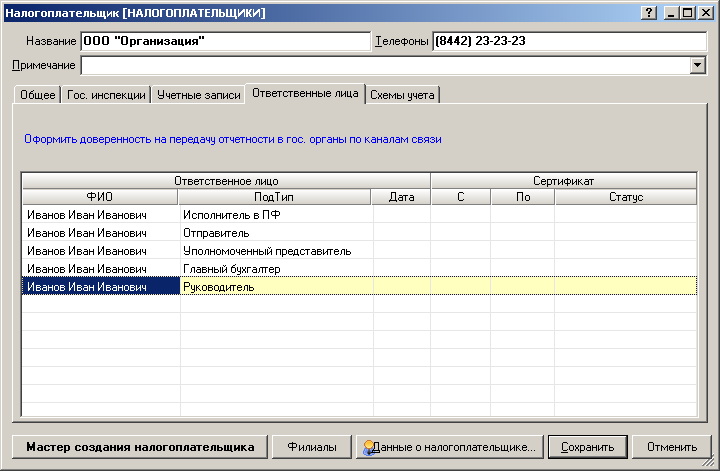 Налогоплательщик [НАЛОГОПЛАТЕЛЬЩИКИ]
Название ООО "Организация" Телефоны (8442) 23-23-23
Примечание
Общее Гос. инспекции Учетные записи Ответственные лица Схемы учета
Оформить доверенность на передачу отчетности в гос. органы по каналам связи
Ответственное лицо Сертификат
ФИО ПодТип Дата С По Статус
Иванов Иван Иванович Исполнитель в ПФ
Иванов Иван Иванович Отправитель
Иванов Иван Иванович Уполномоченный представитель
Иванов Иван Иванович Главный бухгалтер
Иванов Иван Иванович Руководитель
Мастер создания налогоплательщика Филиалы Данные о налогоплательщике... Сохранить Отменить